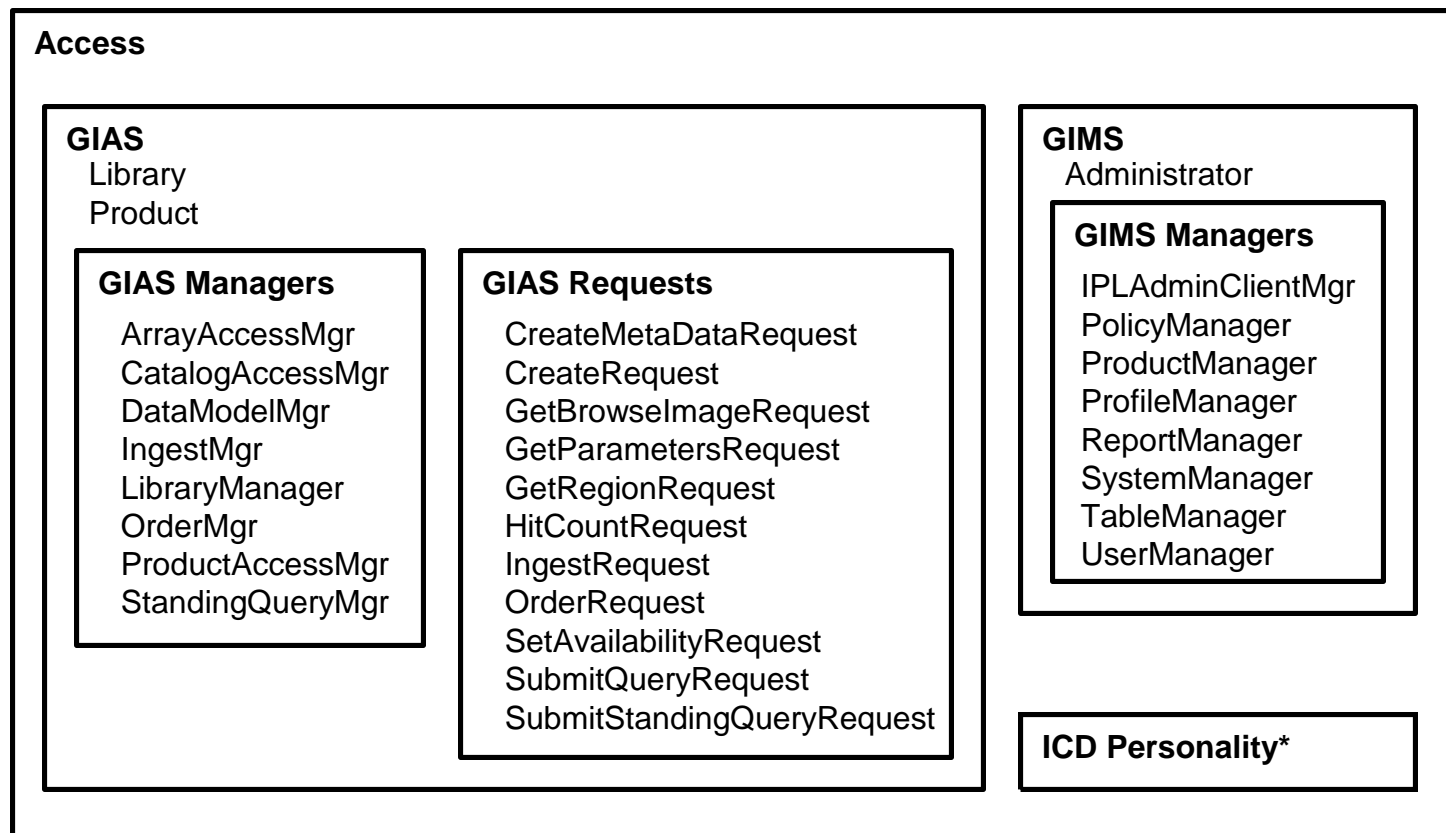 Access
GIAS
Library
Product
GIAS Managers
ArrayAccessMgr
CatalogAccessMgr
DataModelMgr
IngestMgr
LibraryManager
OrderMgr
ProductAccessMgr
StandingQueryMgr
GIAS Requests
CreateMetaDataRequest
CreateRequest
GetBrowseImageRequest
GetParametersRequest
GetRegionRequest
HitCountRequest
IngestRequest
OrderRequest
SetAvailabilityRequest
SubmitQueryRequest
SubmitStandingQueryRequest
GIMS
Administrator
GIMS Managers
IPLAdminClientMgr
PolicyManager
ProductManager
ProfileManager
ReportManager
SystemManager
TableManager
UserManager
ICD Personality*